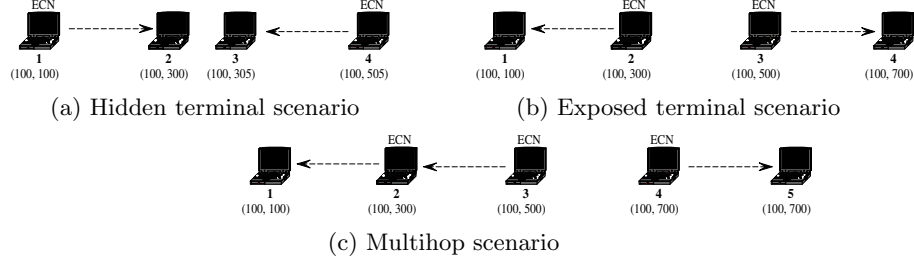 ECN ECN ECN ECN
1 2 3 4 1 2 3 4
(100, 100) (100, 300) (100, 305) (100, 505) (100, 100) (100, 300) (100, 500) (100, 700)
(a) Hidden terminal scenario (b) Exposed terminal scenario
ECN ECN ECN
1 2 3 4 5
(100, 100) (100, 300) (100, 500) (100, 700) (100, 700)
(c) Multihop scenario